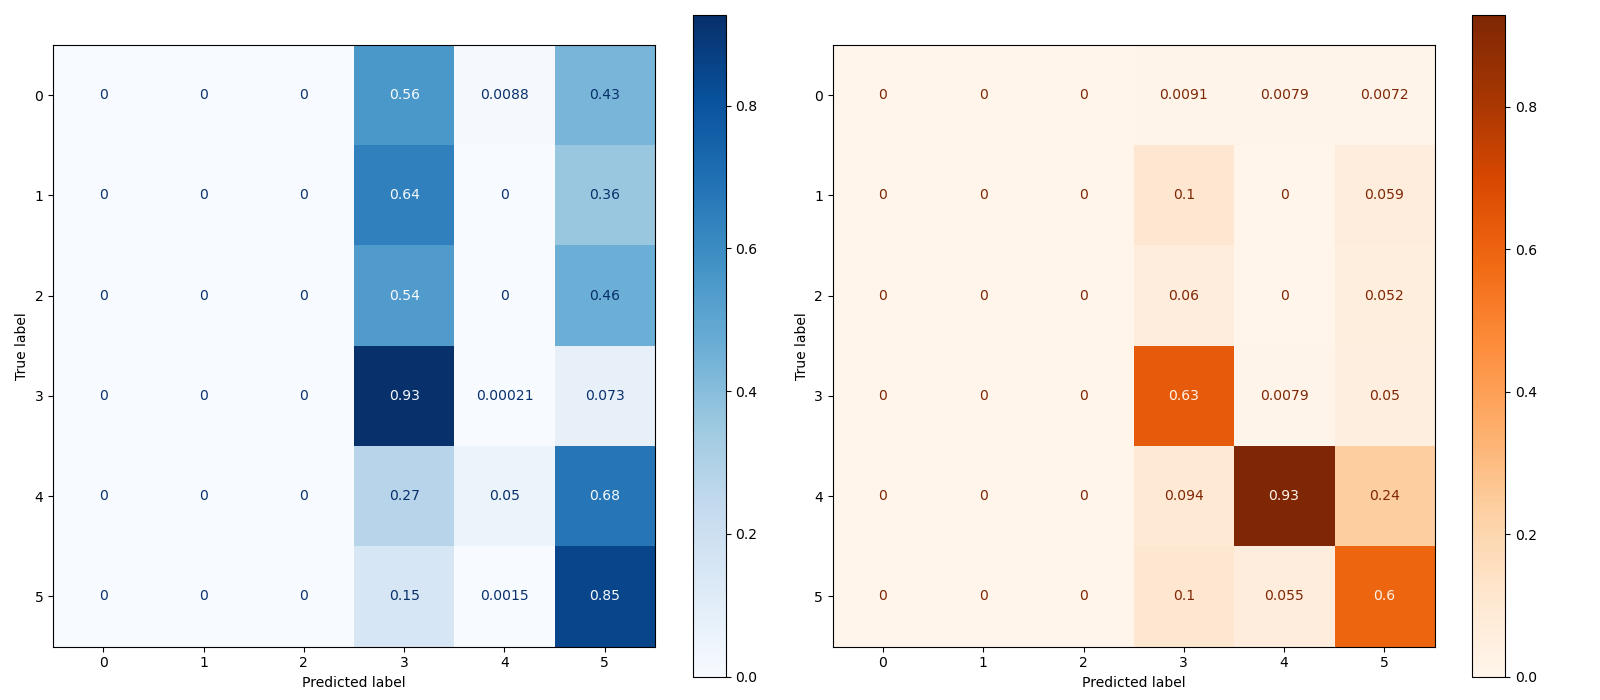 0 0 0 0 0.56 0.0088 0.43
1 0 0 0 0.64 0 0.36
2 0 0 0 0.54 0 0.46
3 0 0 0 0.93 0.00021 0.073
4 0 0 0 0.27 0.05 0.68
5 0 0 0 0.15 0.0015 0.85
0 1 2 3 4 5
Predicted label
True label
0.8
0.6
0.4
0.2
0.0
0 0 0 0 0.0091 0.0079 0.0072
1 0 0 0 0.1 0 0.059
2 0 0 0 0.06 0 0.052
3 0 0 0 0.63 0.0079 0.05
4 0 0 0 0.094 0.93 0.24
5 0 0 0 0.1 0.055 0.6
0 1 2 3 4 5
Predicted label
True label
0.8
0.6
0.4
0.2
0.0